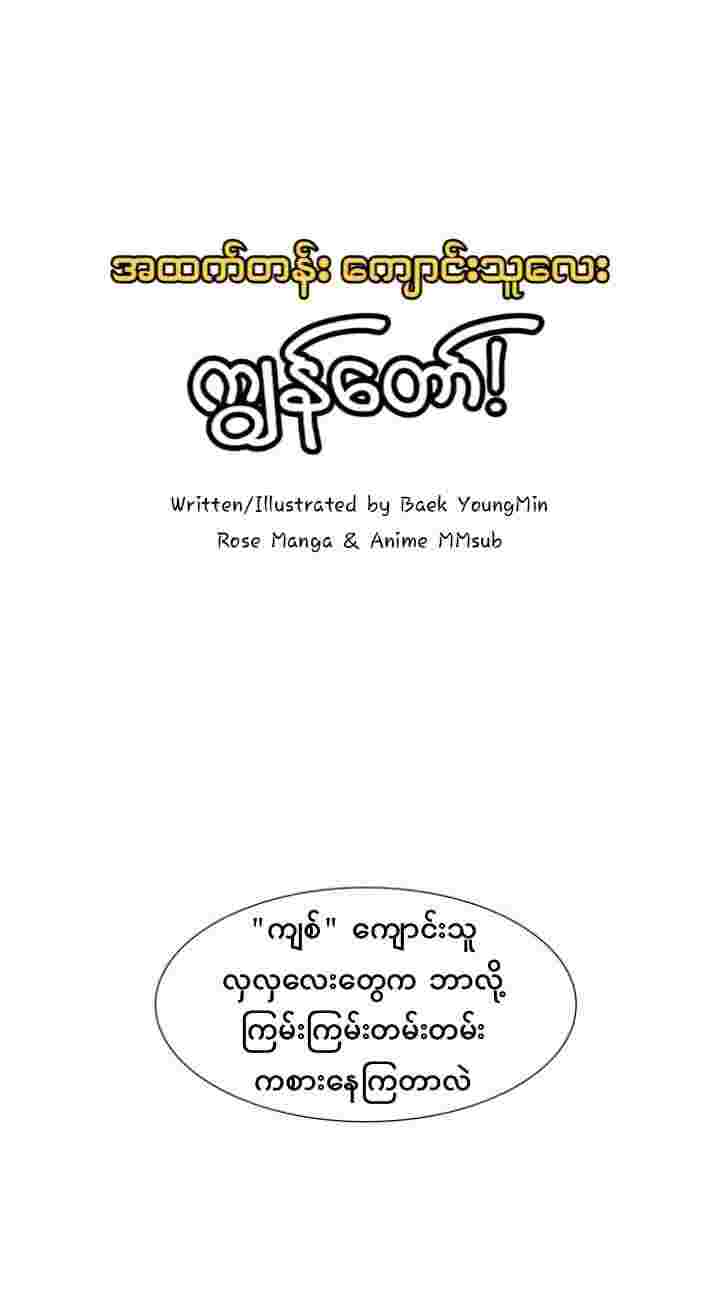 အထက်တန်း ကျောင်းသူလေး
ကျွန်တော်!
Written/Illustrated by Baek YoungMin
Rose Manga & Anime MMsub
"ကျစ်" ကျောင်းသူ
လှလှလေးတွေက ဘာလို့
ကြမ်းကြမ်းတမ်းတမ်း
ကစားနေကြတာလဲ